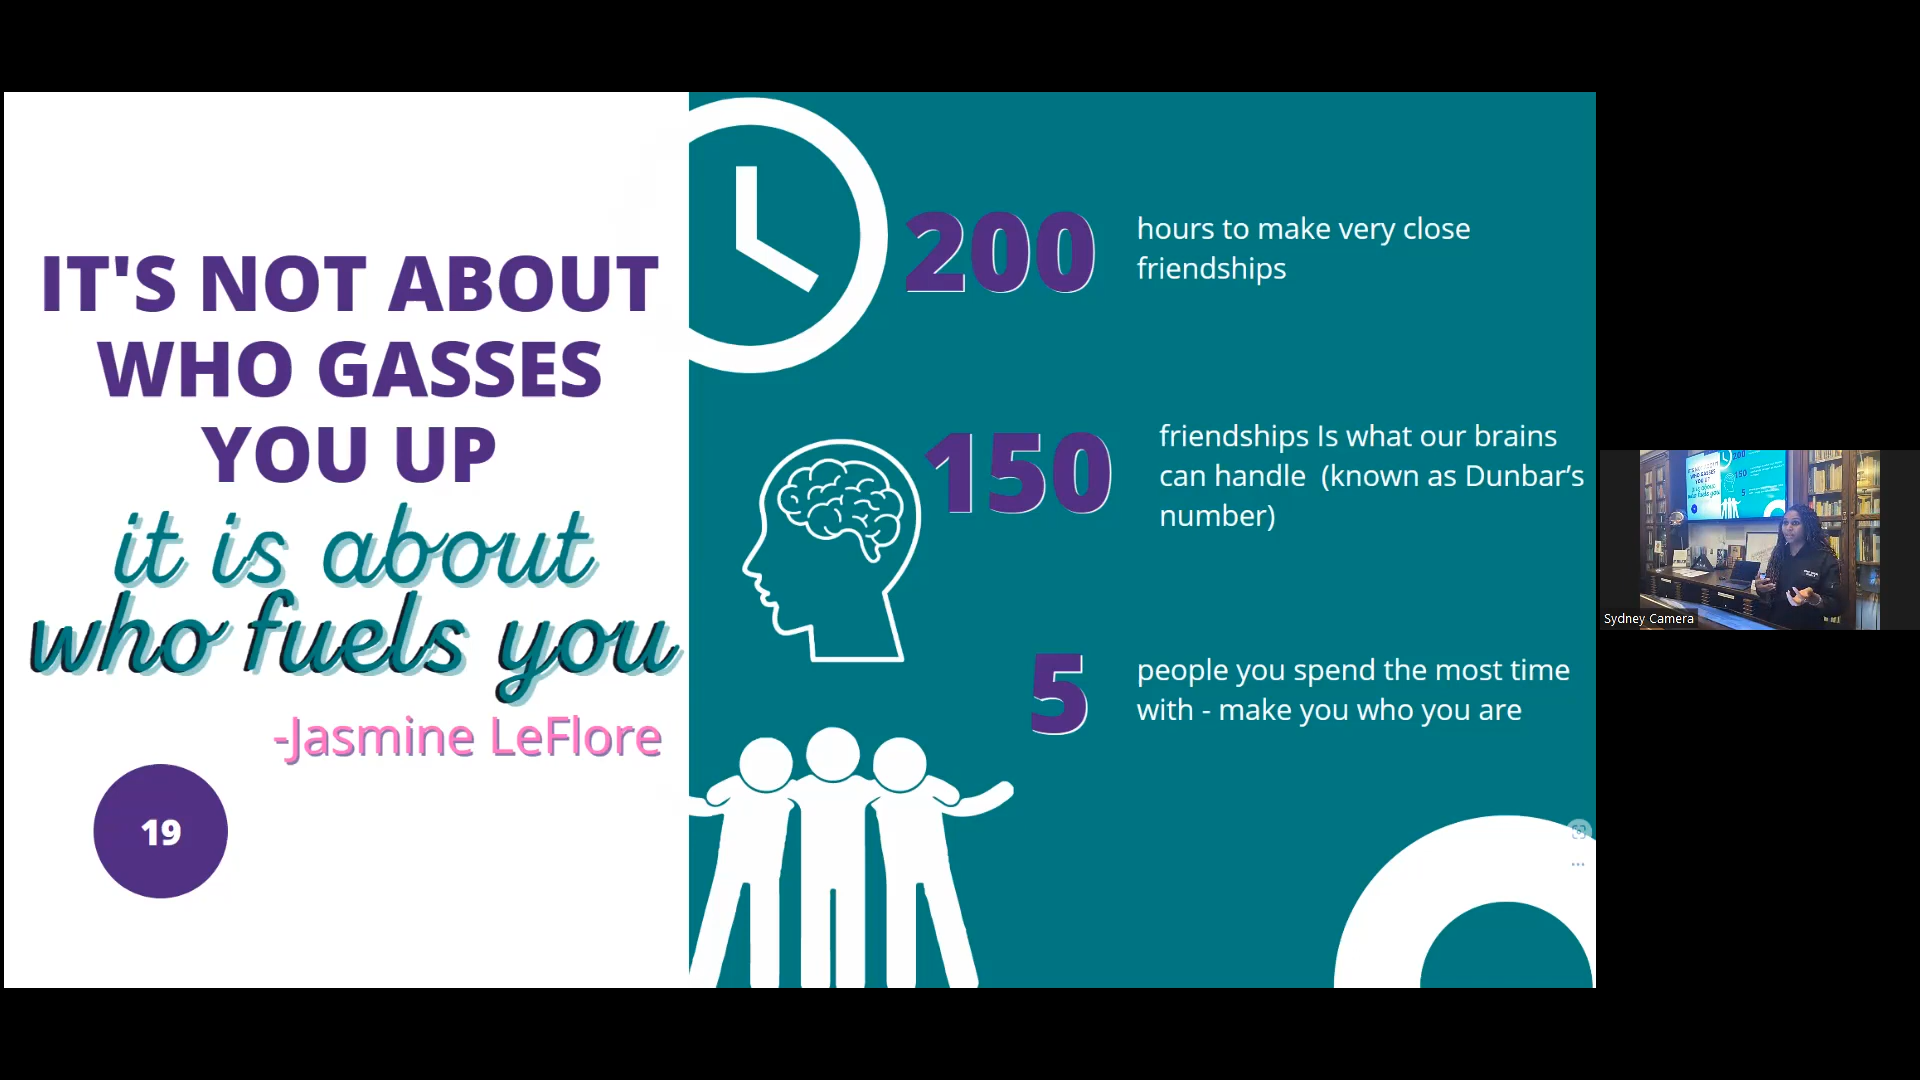 IT'S NOT ABOUT
WHO GASSES
YOU UP
it is about
who fuels you
-Jasmine LeFlore
19
200
hours to make very close
friendships
150
friendships Is what our brains
can handle  (known as Dunbar’s
number)
5
people you spend the most time
with - make you who you are
Sydney Camera